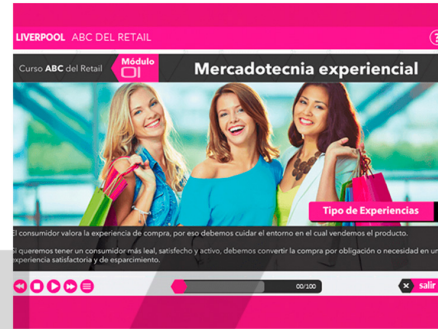 LIVERPOOL ABC DEL RETAIL
?
Curso ABC del Retail
Módulo
01
Mercadotecnia experiencial
Tipo de Experiencias
El consumidor valora la experiencia de compra, por eso debemos cuidar el entorno en el cual vendemos el producto.
Si queremos tener un consumidor más leal, satisfecho y activo, debemos convertir la compra por obligación o necesidad en un
experiencia satisfactoria y de esparcimiento.
00/100
salir